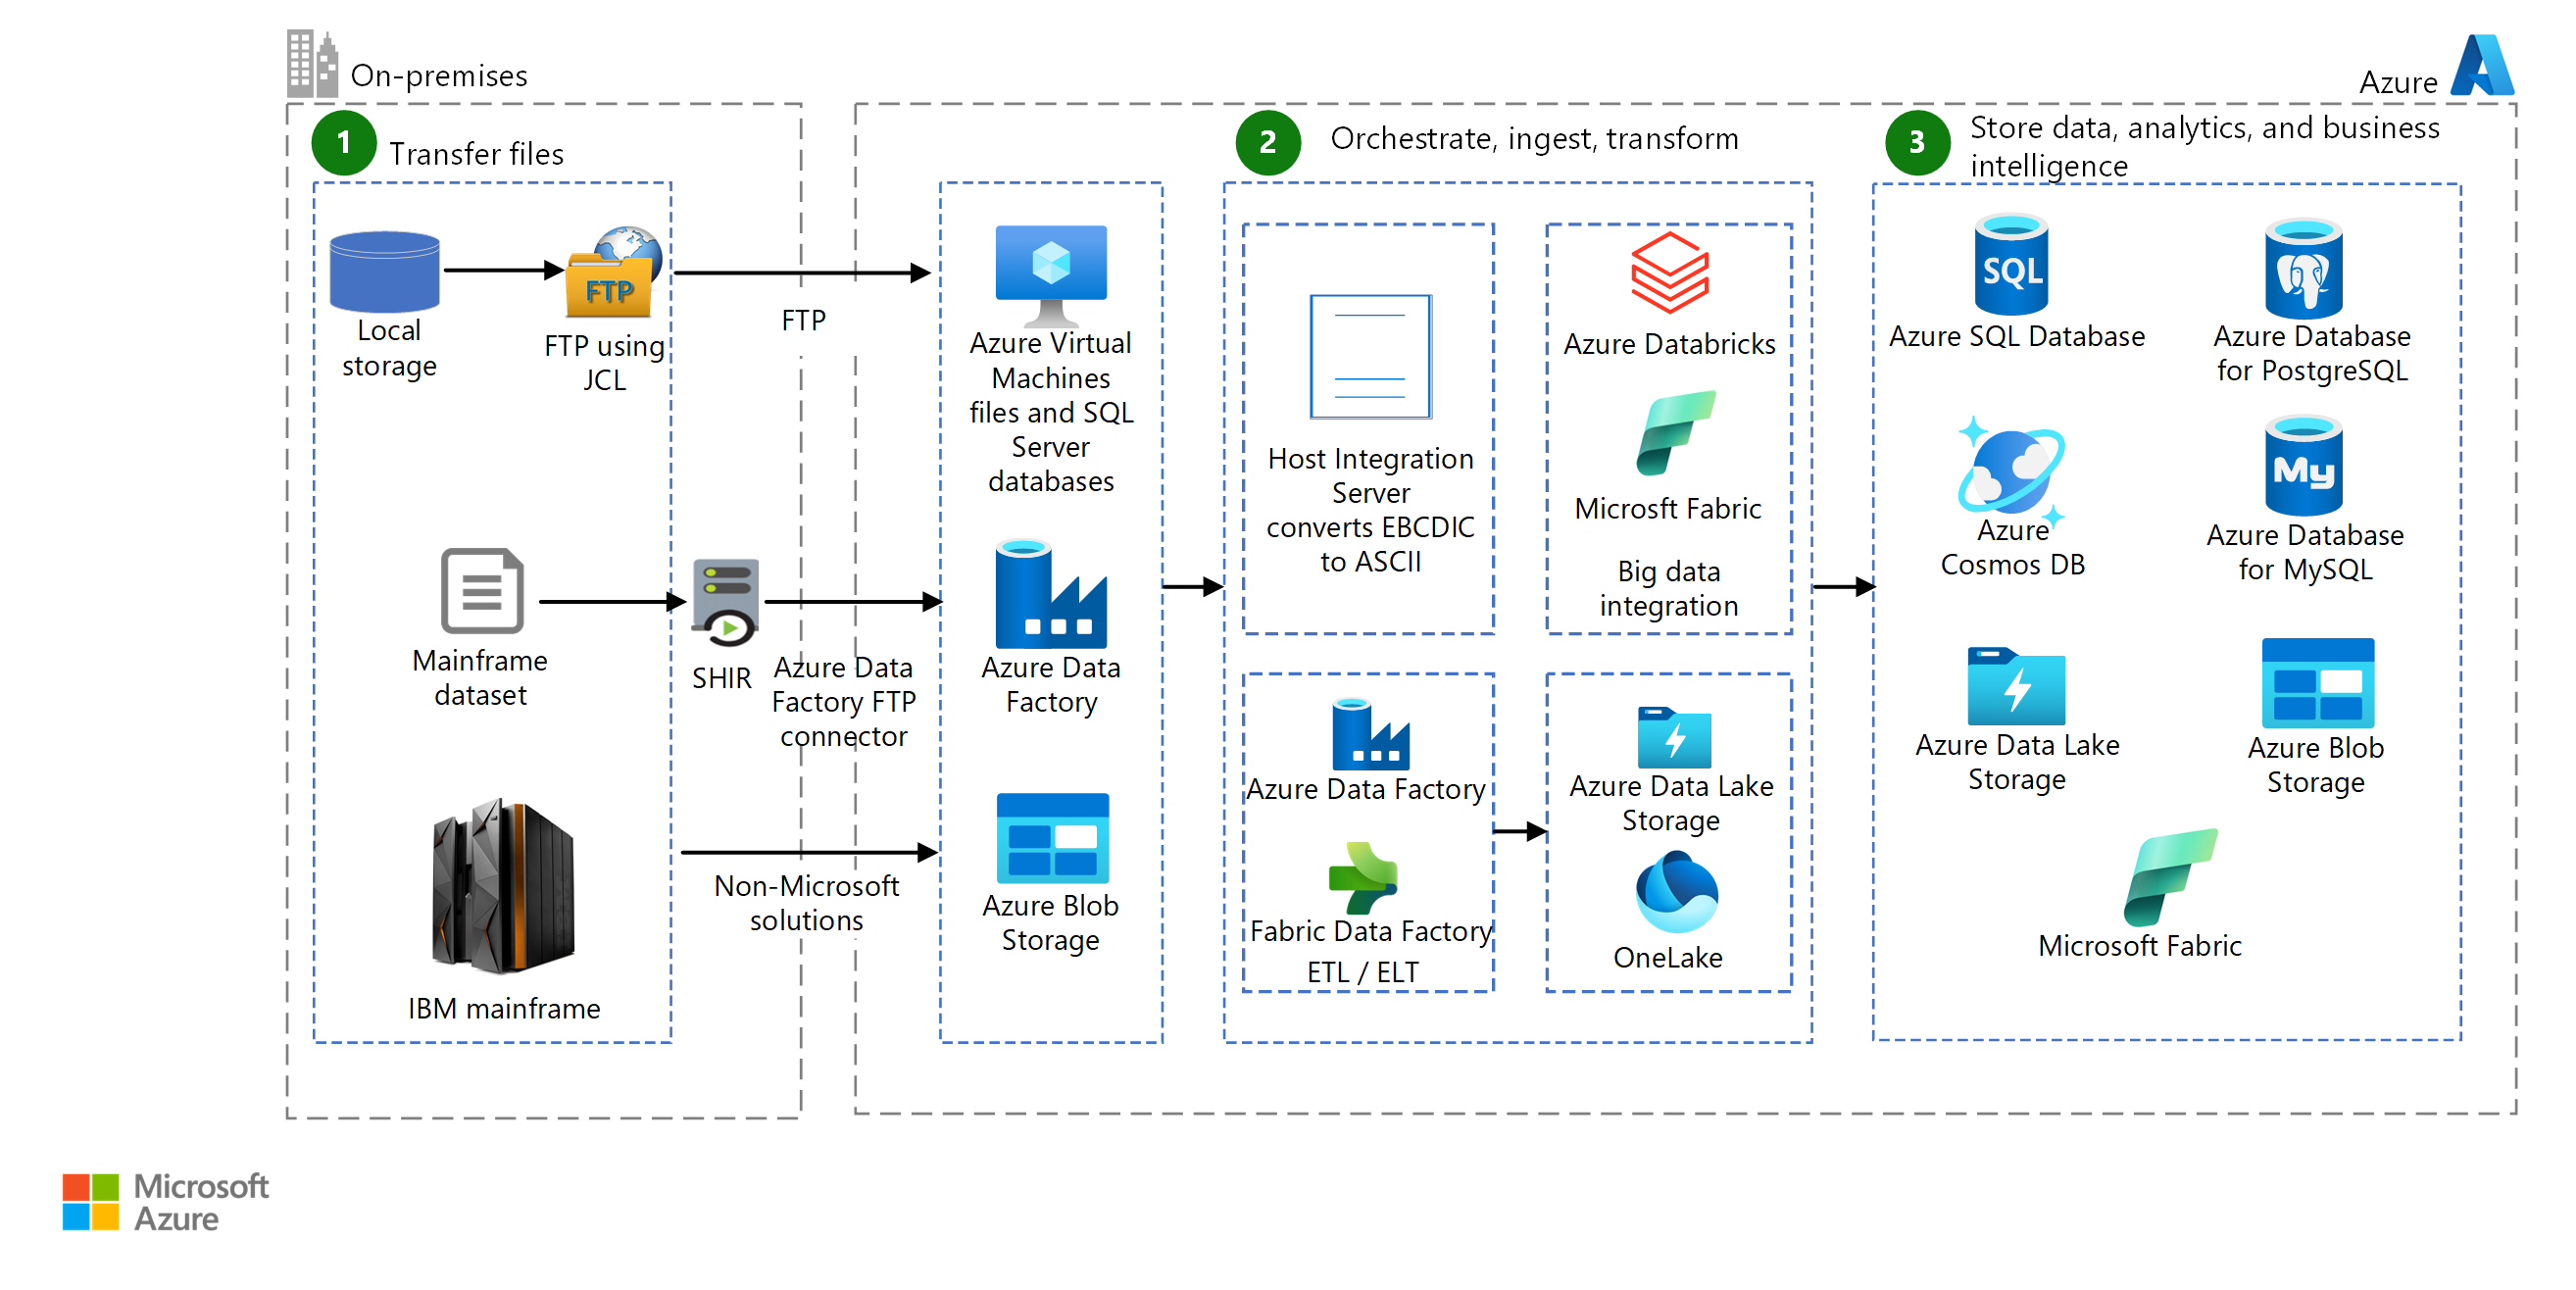 On-premises
Azure
1
Transfer files
2
Orchestrate, ingest, transform
3
Store data, analytics, and business
intelligence
Local
storage
FTP
FTP using
JCL
FTP
Mainframe
dataset
SHIR
Azure Data
Factory FTP
connector
IBM mainframe
Non-Microsoft
solutions
Azure Virtual
Machines
files and SQL
Server
databases
Azure Data
Factory
Azure Blob
Storage
Host Integration
Server
converts EBCDIC
to ASCII
Azure Databricks
Microsft Fabric
Big data
integration
Azure Data Factory
Fabric Data Factory
ETL / ELT
Azure Data Lake
Storage
OneLake
SQL
Azure SQL Database
Azure Database
for PostgreSQL
Azure
Cosmos DB
My
Azure Database
for MySQL
Azure Data Lake
Storage
Azure Blob
Storage
Microsoft Fabric
Microsoft
Azure